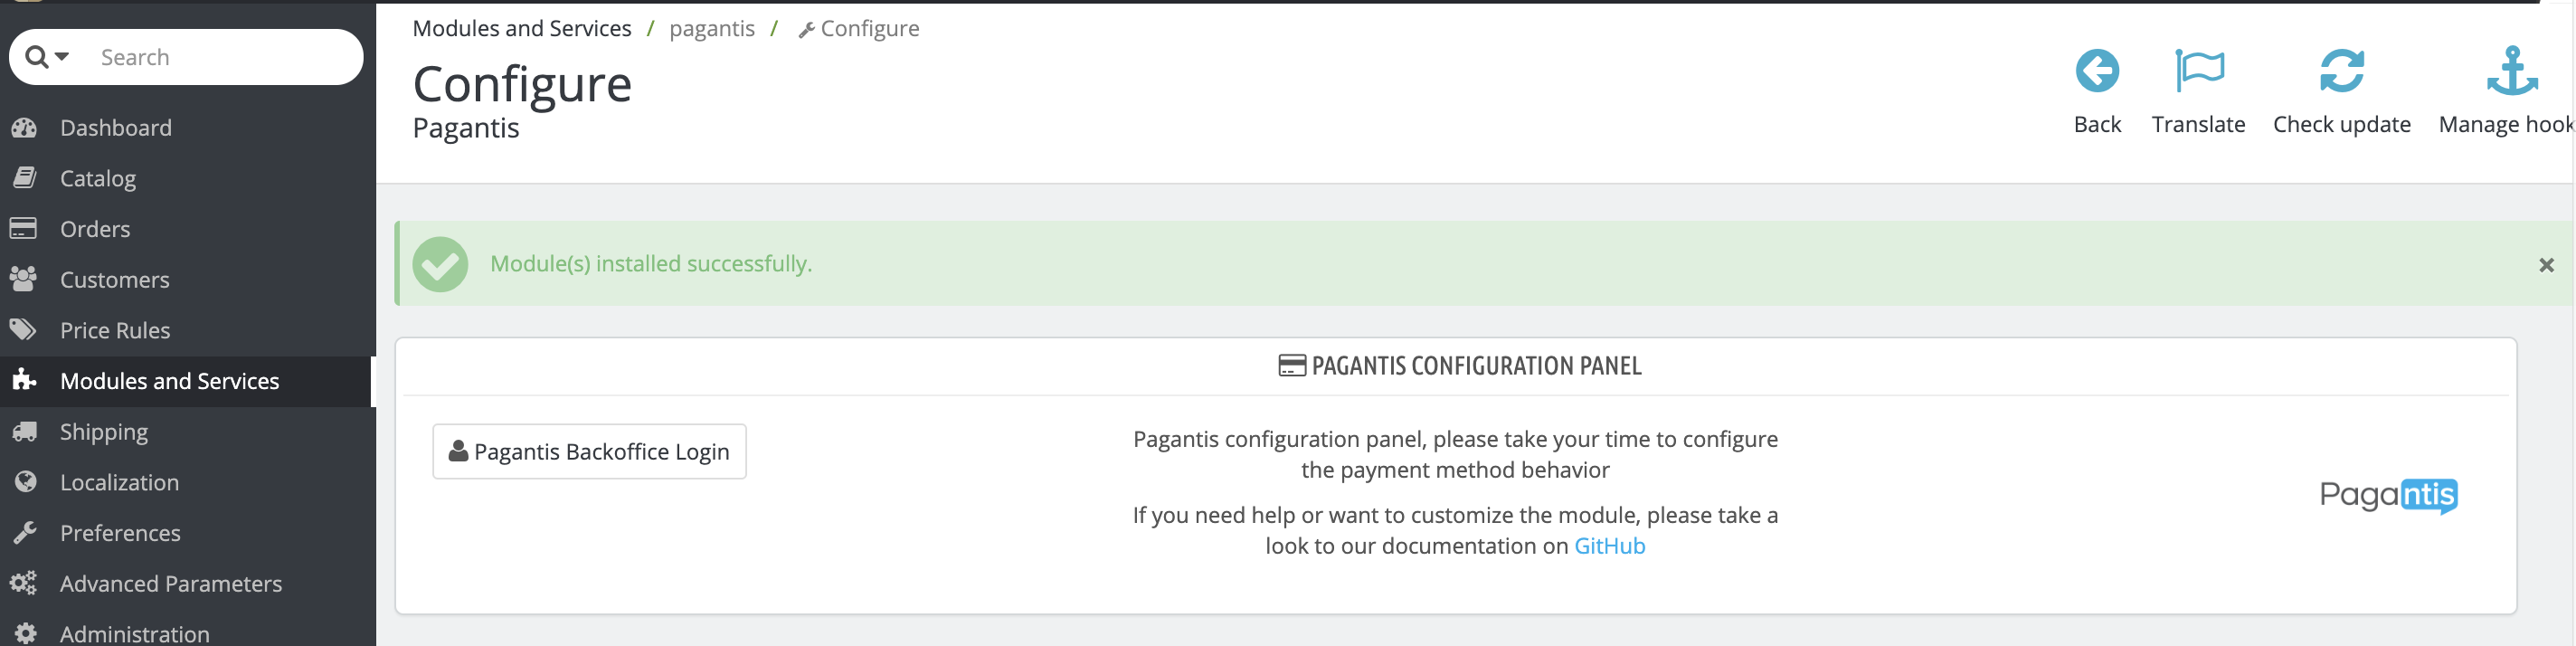 Search
Dashboard
Catalog
Orders
Customers
Price Rules
Modules and Services
Shipping
Localization
Preferences
Advanced Parameters
Administration
Modules and Services / pagantis / Configure
Configure
Pagantis
Back Translate Check update Manage hook
Module(s) installed successfully.
×
PAGANTIS CONFIGURATION PANEL
Pagantis Backoffice Login
Pagantis configuration panel, please take your time to configure
the payment method behavior
If you need help or want to customize the module, please take a
look to our documentation on GitHub
Pagantis